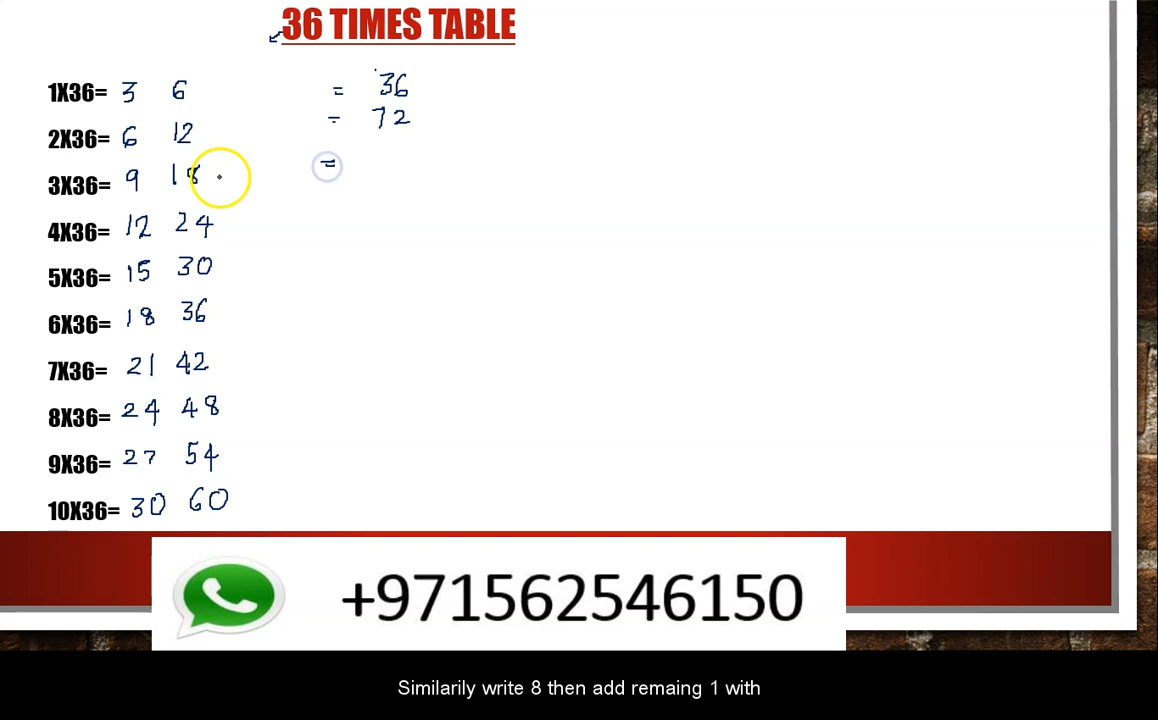 36 TIMES TABLE
1X36= 3 6 = 36
2X36= 6 12 = 72
3X36= 9 18 =
4X36= 12 24
5X36= 15 30
6X36= 18 36
7X36= 21 42
8X36= 24 48
9X36= 27 54
10X36= 30 60
+971562546150
Similarily write 8 then add remaing 1 with